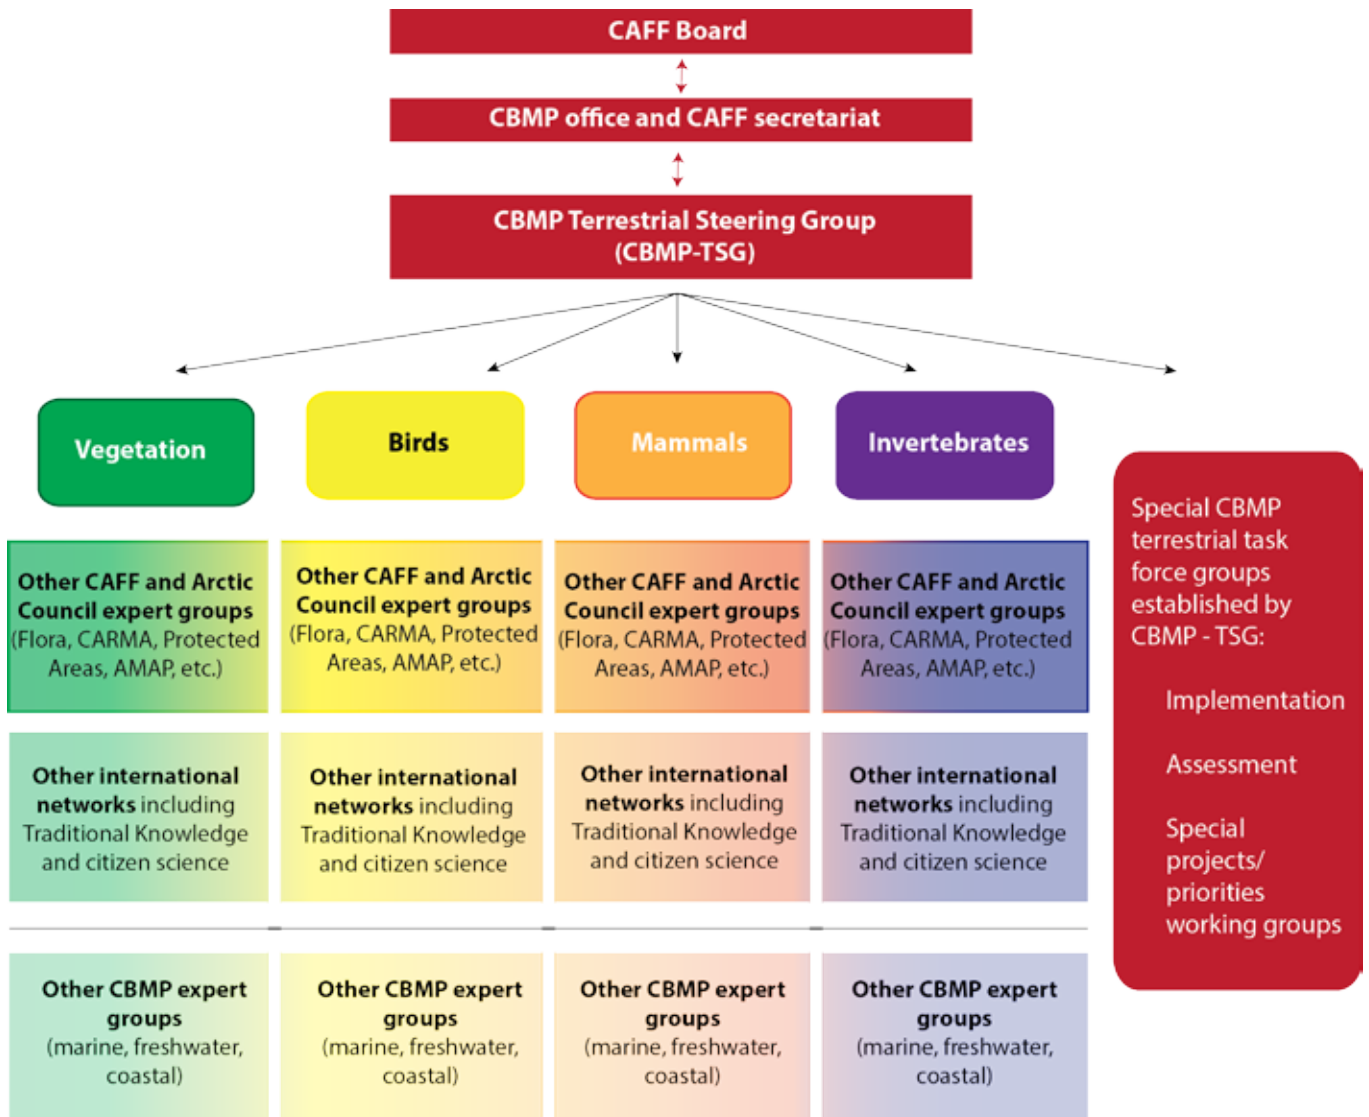 CAFF Board
CBMP office and CAFF secretariat
CBMP Terrestrial Steering Group
(CBMP-TSG)
Vegetation
Birds
Mammals
Invertebrates
Other CAFF and Arctic
Council expert groups
(Flora, CARMA, Protected
Areas, AMAP, etc.)
Other CAFF and Arctic
Council expert groups
(Flora, CARMA, Protected
Areas, AMAP, etc.)
Other CAFF and Arctic
Council expert groups
(Flora, CARMA, Protected
Areas, AMAP, etc.)
Other CAFF and Arctic
Council expert groups
(Flora, CARMA, Protected
Areas, AMAP, etc.)
Other international
networks including
Traditional Knowledge
and citizen science
Other international
networks including
Traditional Knowledge
and citizen science
Other international
networks including
Traditional Knowledge
and citizen science
Other international
networks including
Traditional Knowledge
and citizen science
Other CBMP expert
groups
(marine, freshwater,
coastal)
Other CBMP expert
groups
(marine, freshwater,
coastal)
Other CBMP expert
groups
(marine, freshwater,
coastal)
Other CBMP expert
groups
(marine, freshwater,
coastal)
Special CBMP
terrestrial task
force groups
established by
CBMP - TSG:
Implementation
Assessment
Special
projects/
priorities
working groups